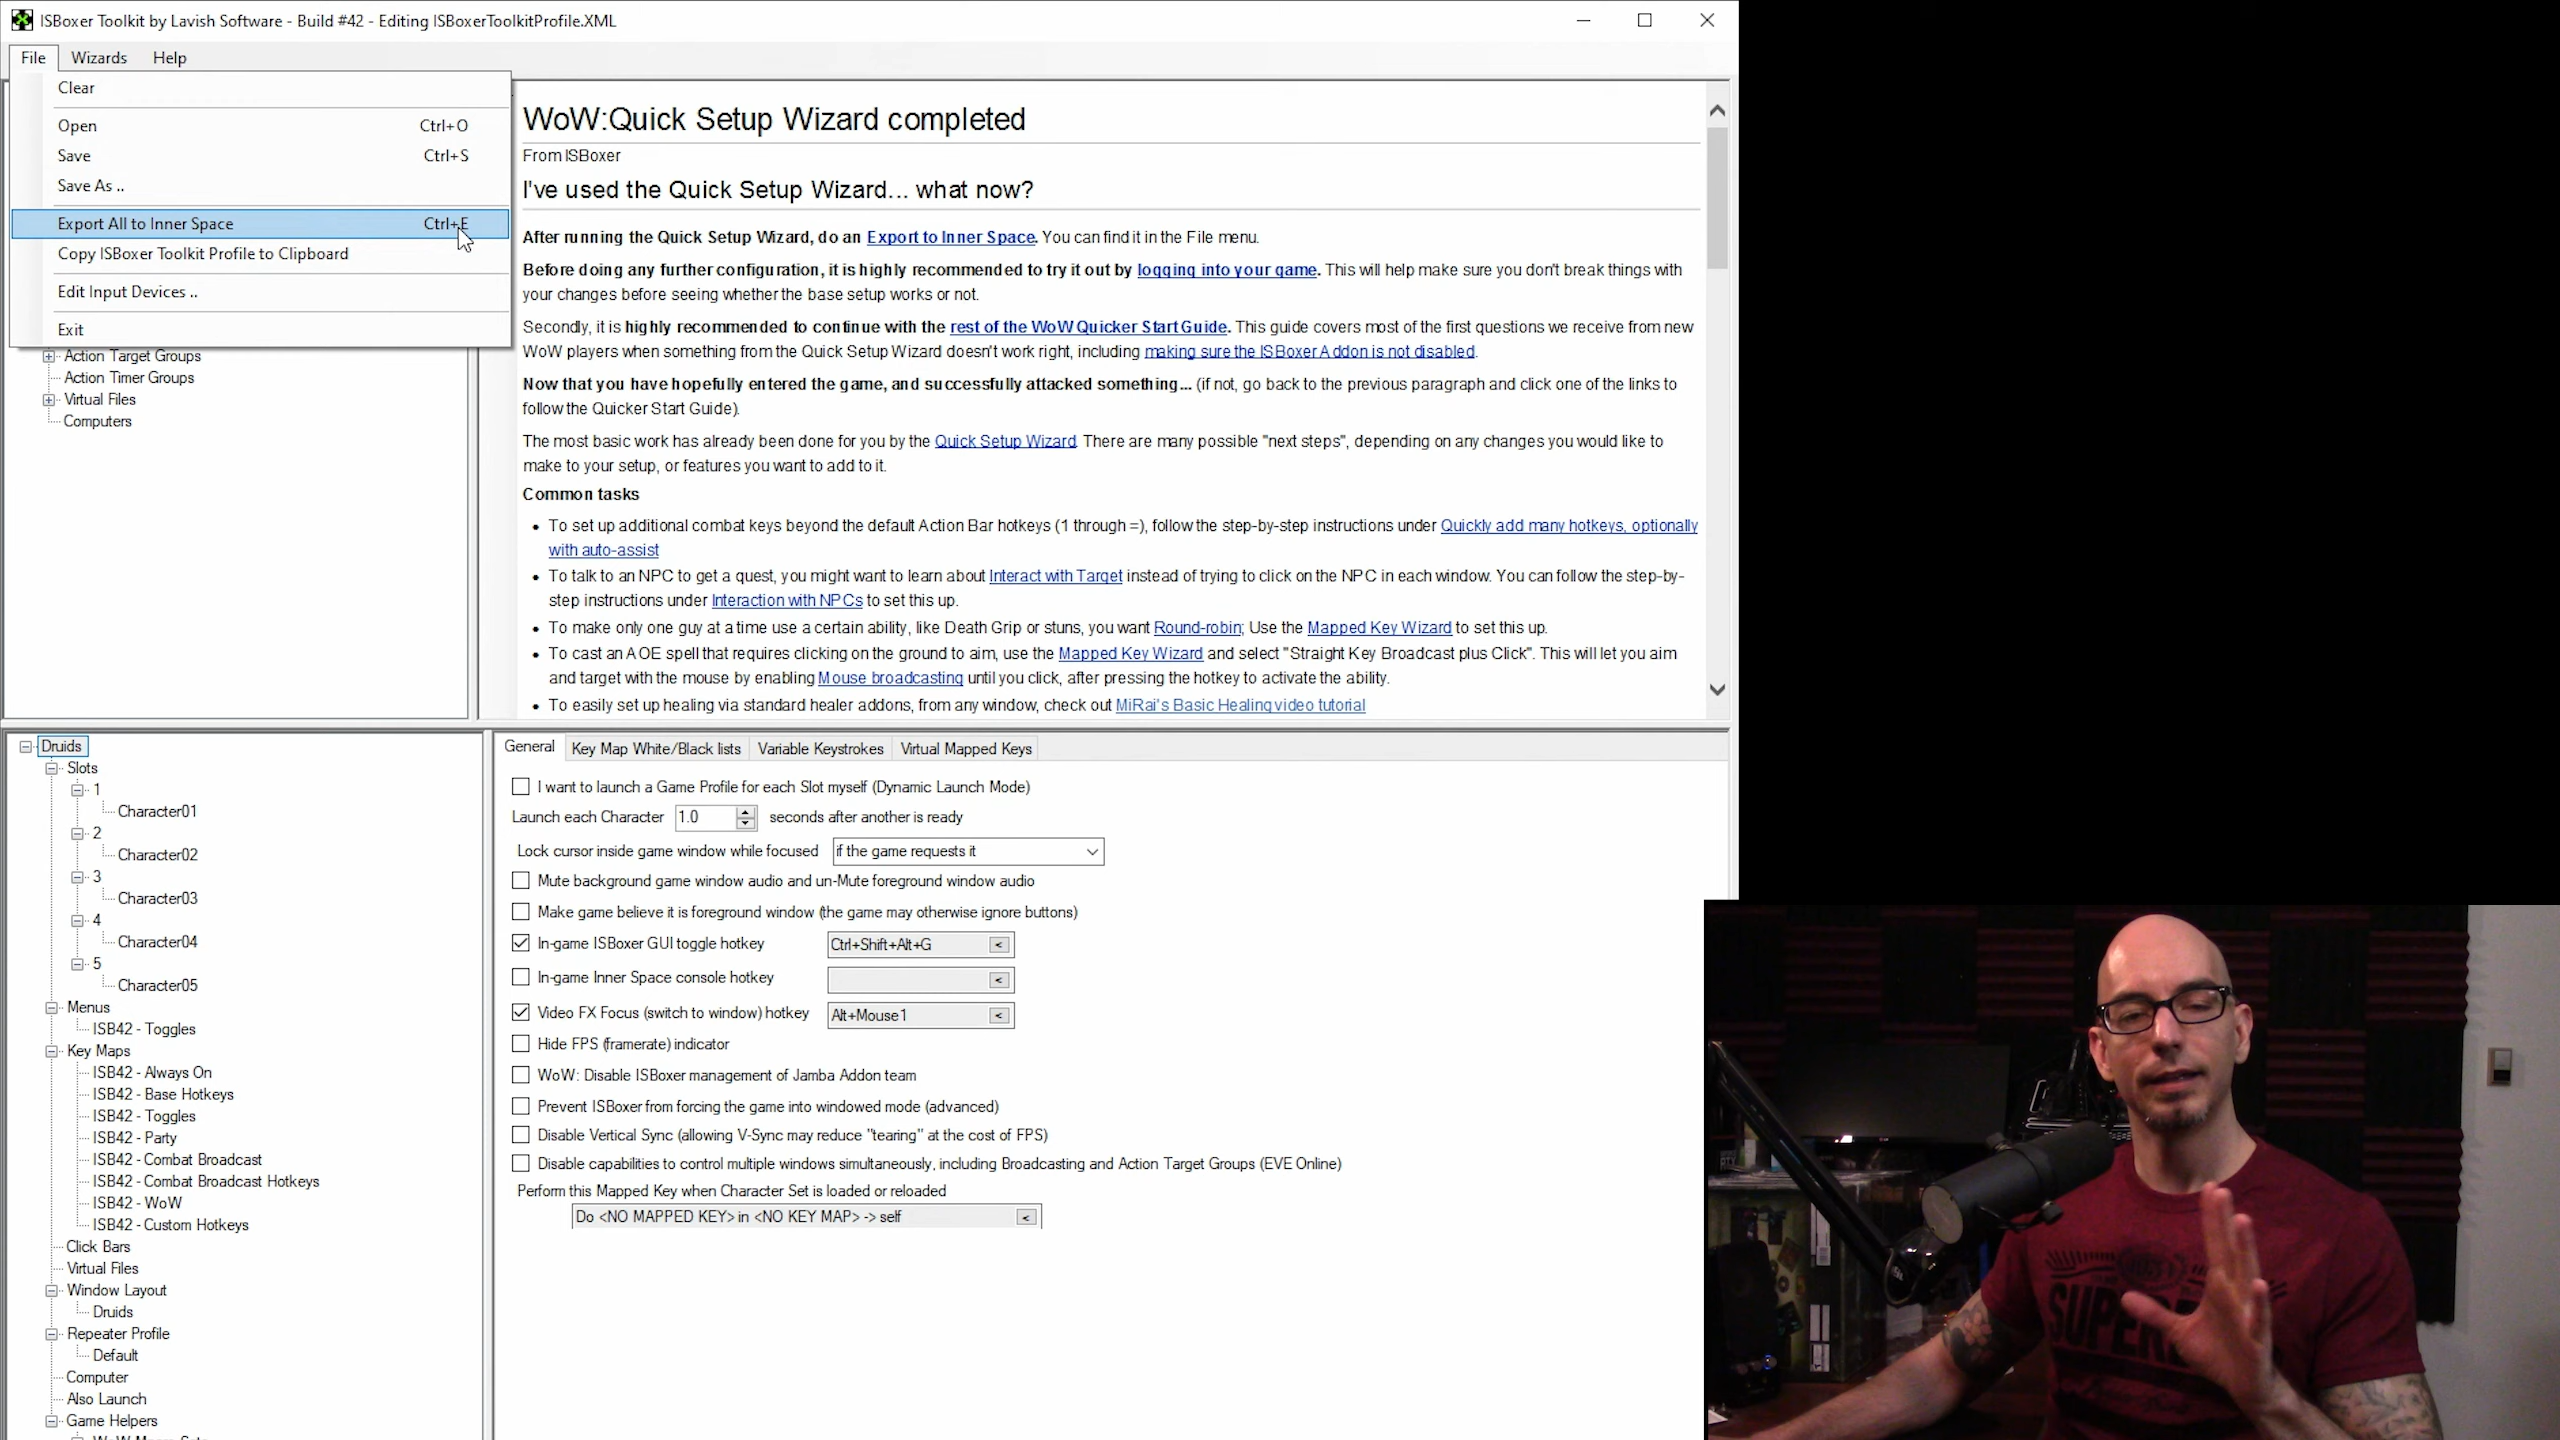 ISBoxer Toolkit by Lavish Software - Build #42 - Editing ISBoxerToolkitProfile.XML
File Wizards Help
Clear
Open Ctrl+O
Save Ctrl+S
Save As ..
Export All to Inner Space Ctrl+E
Copy ISBoxer Toolkit Profile to Clipboard
Edit Input Devices ..
Exit
Action Target Groups
Action Timer Groups
Virtual Files
Computers
WoW:Quick Setup Wizard completed
From ISBoxer
I've used the Quick Setup Wizard... what now?
After running the Quick Setup Wizard, do an Export to Inner Space. You can find it in the File menu.
Before doing any further configuration, it is highly recommended to try it out by logging into your game. This will help make sure you don't break things with
your changes before seeing whether the base setup works or not.
Secondly, it is highly recommended to continue with the rest of the WoW Quicker Start Guide. This guide covers most of the first questions we receive from new
WoW players when something from the Quick Setup Wizard doesn't work right, including making sure the ISBoxer Addon is not disabled.
Now that you have hopefully entered the game, and successfully attacked something... (if not, go back to the previous paragraph and click one of the links to
follow the Quicker Start Guide).
The most basic work has already been done for you by the Quick Setup Wizard. There are many possible "next steps", depending on any changes you would like to
make to your setup, or features you want to add to it.
Common tasks
• To set up additional combat keys beyond the default Action Bar hotkeys (1 through =), follow the step-by-step instructions under Quickly add many hotkeys, optionally
with auto-assist
• To talk to an NPC to get a quest, you might want to learn about Interact with Target instead of trying to click on the NPC in each window. You can follow the step-by-
step instructions under Interaction with NPCs to set this up.
• To make only one guy at a time use a certain ability, like Death Grip or stuns, you want Round-robin; Use the Mapped Key Wizard to set this up.
• To cast an AOE spell that requires clicking on the ground to aim, use the Mapped Key Wizard and select "Straight Key Broadcast plus Click". This will let you aim
and target with the mouse by enabling Mouse broadcasting until you click, after pressing the hotkey to activate the ability.
• To easily set up healing via standard healer addons, from any window, check out MiRai's Basic Healing video tutorial
Druids
Slots
1
Character01
2
Character02
3
Character03
4
Character04
5
Character05
Menus
ISB42 - Toggles
Key Maps
ISB42 - Always On
ISB42 - Base Hotkeys
ISB42 - Toggles
ISB42 - Party
ISB42 - Combat Broadcast
ISB42 - Combat Broadcast Hotkeys
ISB42 - WoW
ISB42 - Custom Hotkeys
Click Bars
Virtual Files
Window Layout
Druids
Repeater Profile
Default
Computer
Also Launch
Game Helpers
General Key Map White/Black lists Variable Keystrokes Virtual Mapped Keys
I want to launch a Game Profile for each Slot myself (Dynamic Launch Mode)
Launch each Character 1.0 seconds after another is ready
Lock cursor inside game window while focused if the game requests it
Mute background game window audio and un-Mute foreground window audio
Make game believe it is foreground window (the game may otherwise ignore buttons)
In-game ISBoxer GUI toggle hotkey Ctrl+Shift+Alt+G <
In-game Inner Space console hotkey <
Video FX Focus (switch to window) hotkey Alt+Mouse1 <
Hide FPS (framerate) indicator
WoW: Disable ISBoxer management of Jamba Addon team
Prevent ISBoxer from forcing the game into windowed mode (advanced)
Disable Vertical Sync (allowing V-Sync may reduce "tearing" at the cost of FPS)
Disable capabilities to control multiple windows simultaneously, including Broadcasting and Action Target Groups (EVE Online)
Perform this Mapped Key when Character Set is loaded or reloaded
Do <NO MAPPED KEY> in <NO KEY MAP> -> self <